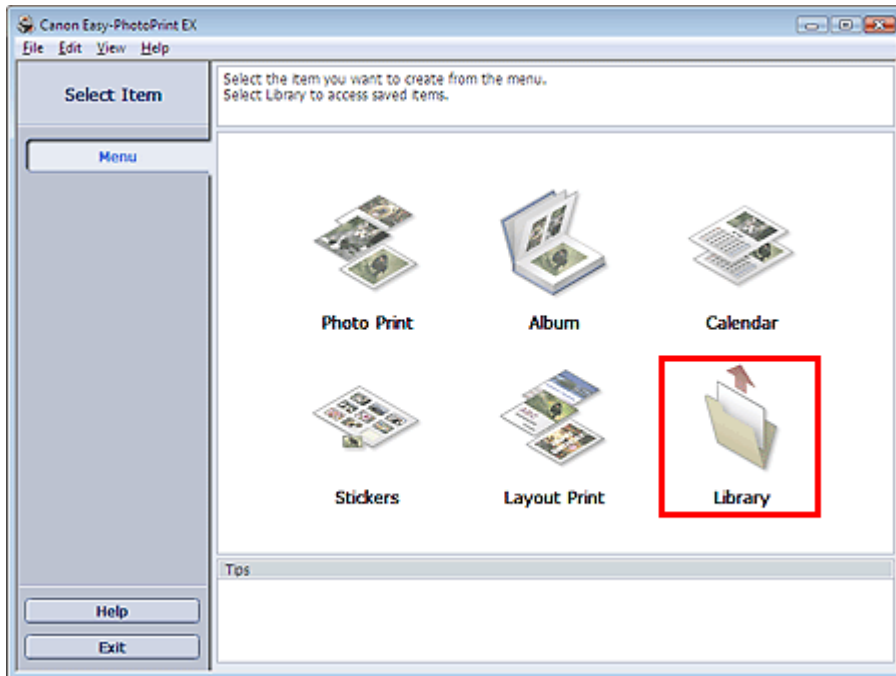 Canon Easy-PhotoPrint EX
File Edit View Help
Select Item
Select the item you want to create from the menu.
Select Library to access saved items.
Menu
Photo Print
Album
Calendar
Stickers
Layout Print
Library
Tips
Help
Exit